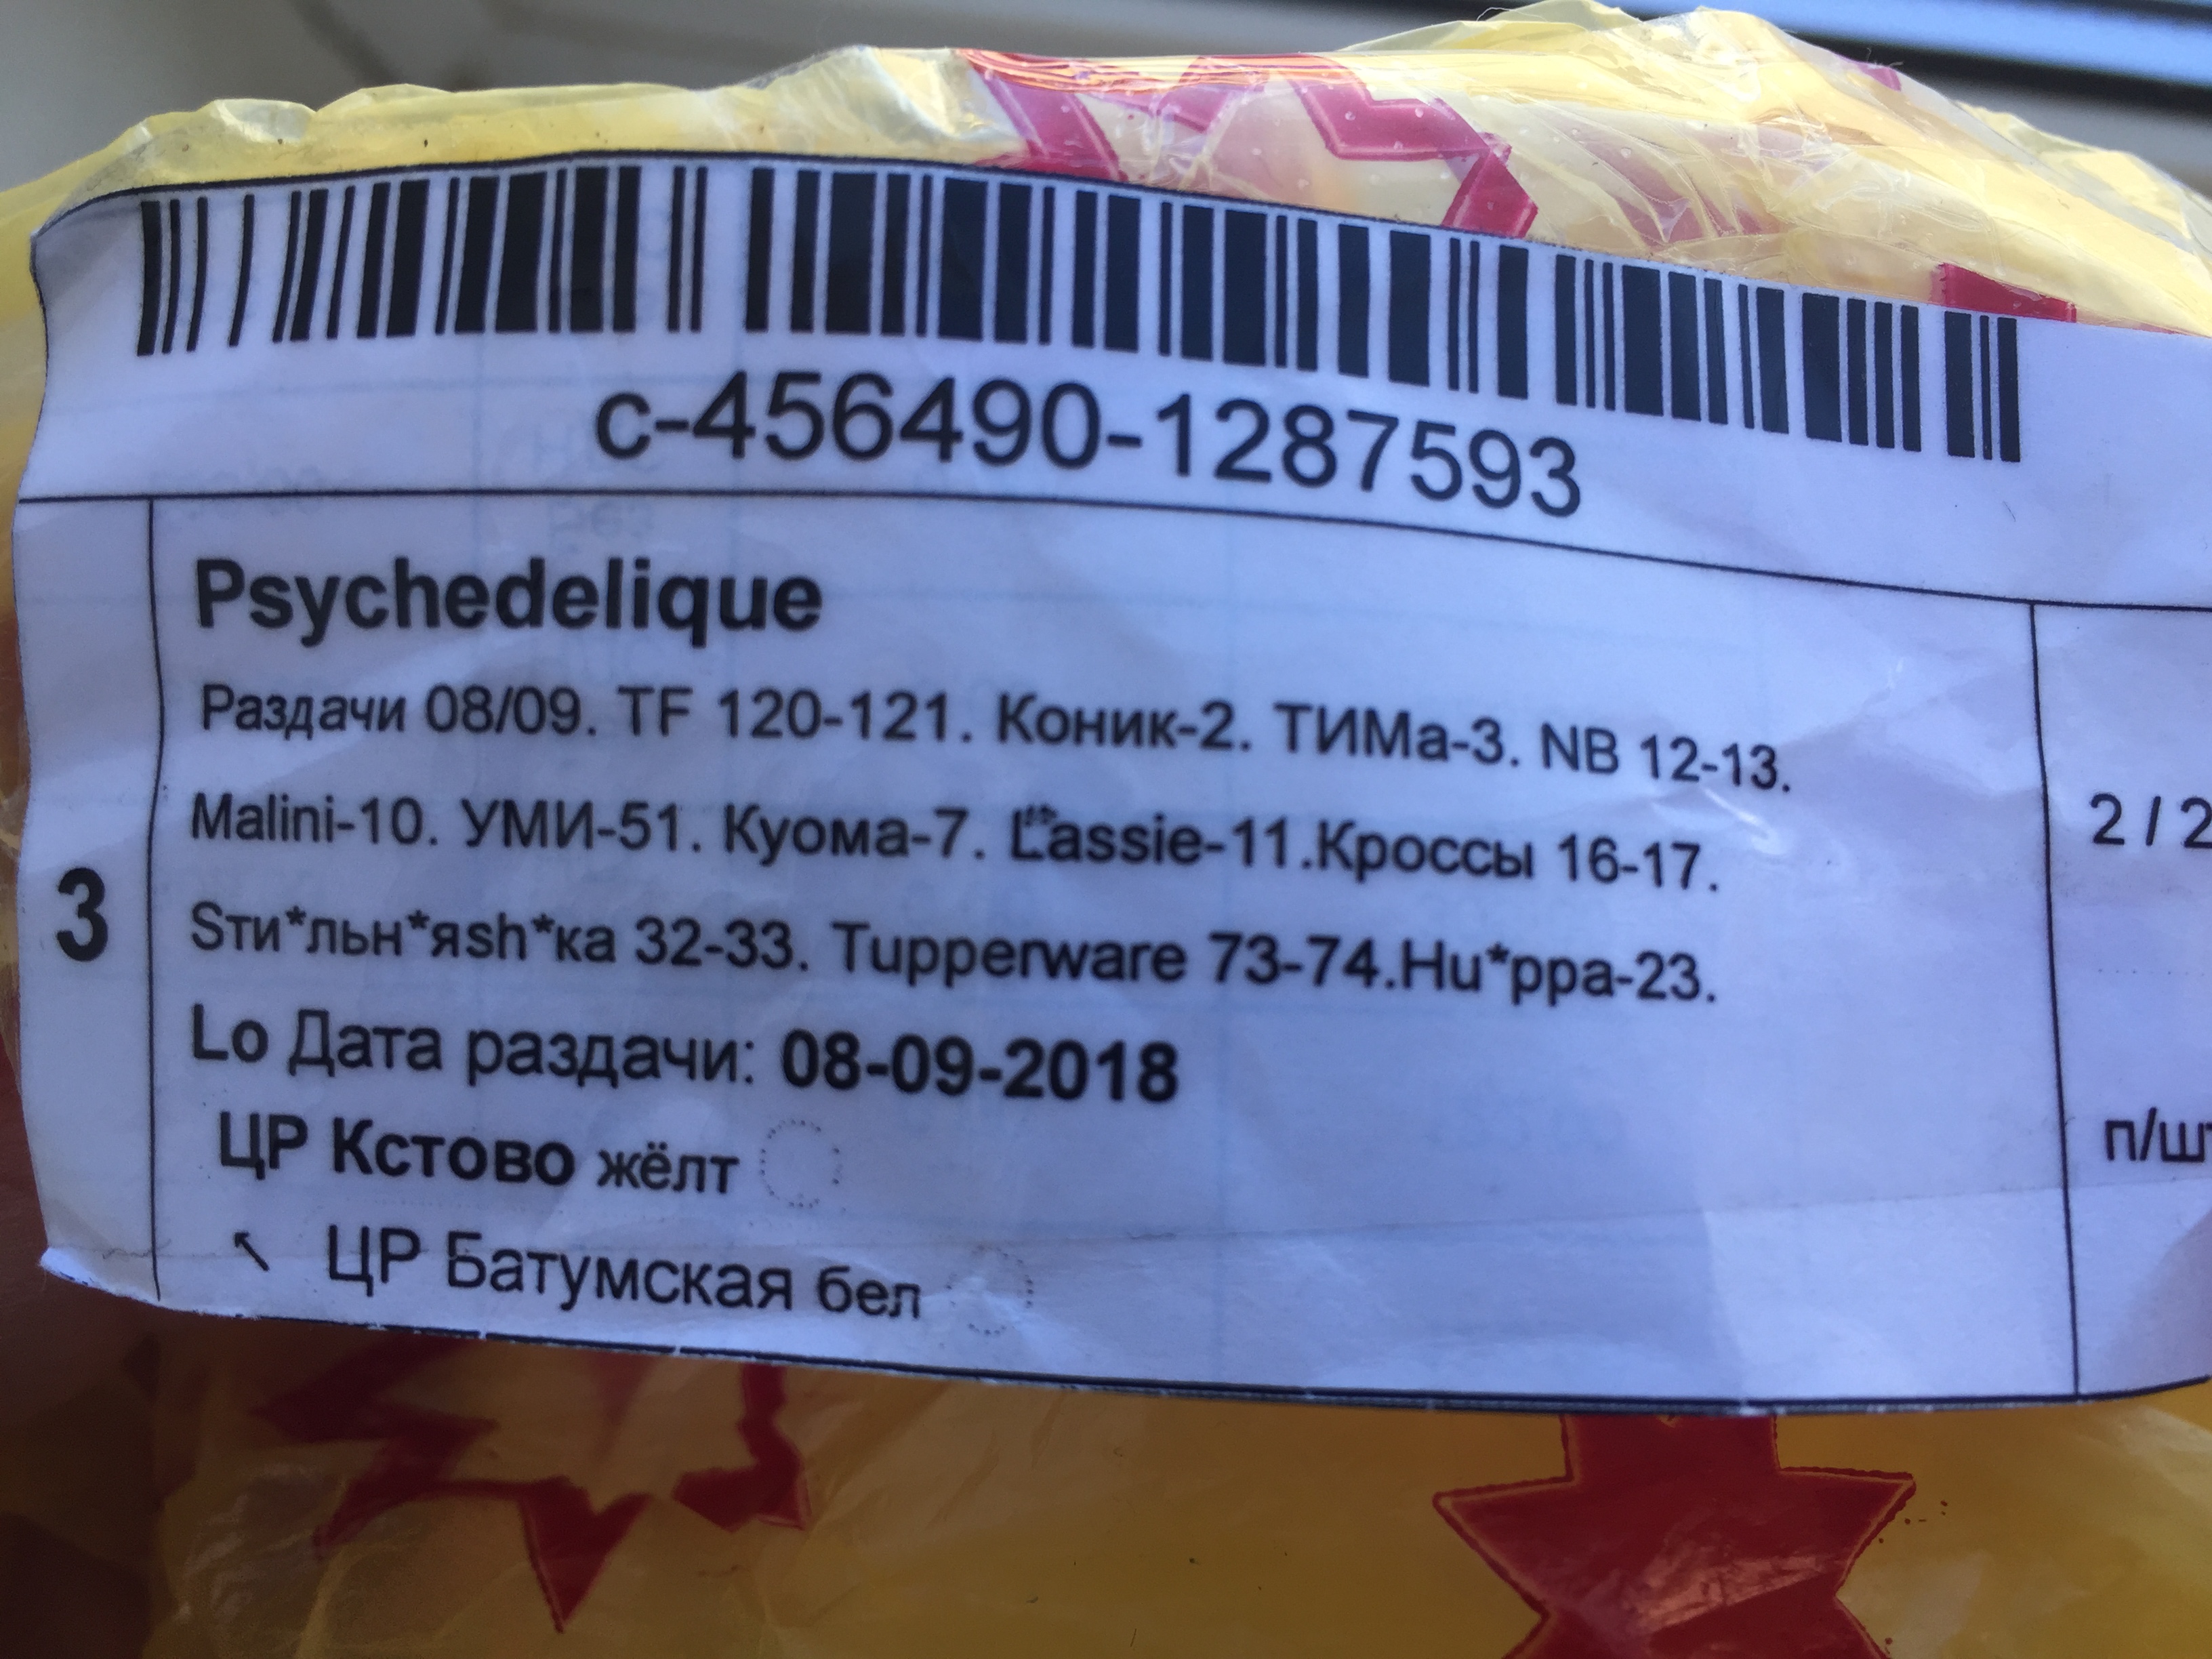 c-456490-1287593
Psychedelique
Раздачи 08/09. TF 120-121. Коник-2. ТИМа-3. NB 12-13.
Malini-10. УМИ-51. Куома-7. Lassie-11.Кроссы 16-17.
3
Sти*льн*яsh*ка 32-33. Tupperware 73-74.Hu*ppa-23.
Lo Дата раздачи: 08-09-2018
ЦР Кстово жёлт
↖ ЦР Батумская бел
2 / 2